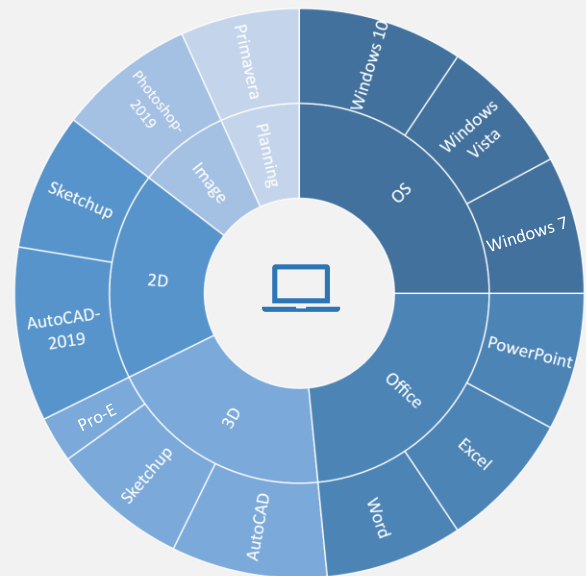 OS
Windows 10
Windows
Vista
Windows 7
Office
PowerPoint
Excel
Word
3D
AutoCAD
Sketchup
Pro-E
2D
AutoCAD-
2019
Sketchup
Image
Photoshop-
2019
Planning
Primavera